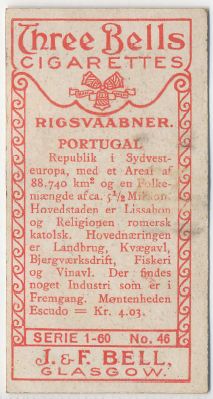 Three Bells
CIGARETTES
RIGSVAABNER.
PORTUGAL
Republik i Sydvest-
europa, med et Areal af
88.740 km² og en Folke-
mængde af ca. 5½ Million.
Hovedstaden er Lissabon
og Religionen romersk
katolsk. Hovednæringen
er Landbrug, Kvægavl,
Bjergværksdrift, Fiskeri
og Vinavl. Der findes
noget Industri som er i
Fremgang. Møntenheden
Escudo = Kr. 4.03.
SERIE 1-60 No. 46
J. & F. BELL,
GLASGOW.